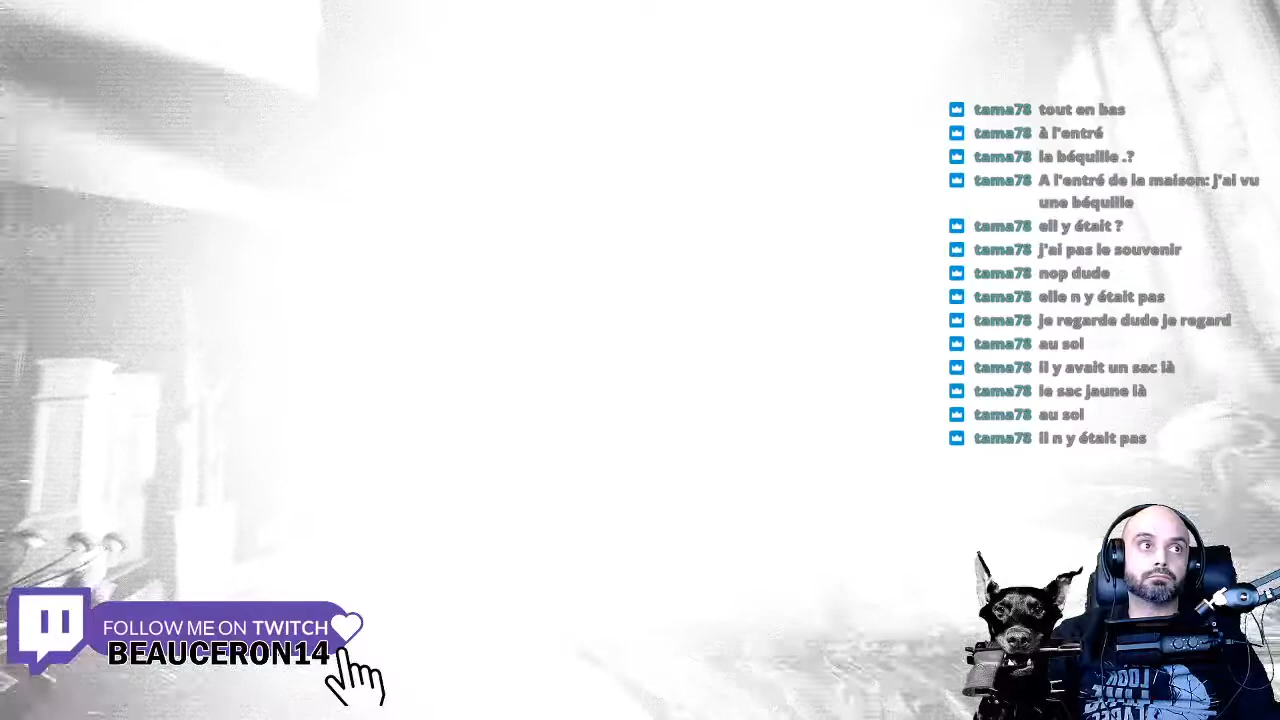 tama78 tout en bas
tama78 à l'entré
tama78 la béquille .?
tama78 A l'entré de la maison: j'ai vu
une béquille
tama78 ell y était ?
tama78 j'ai pas le souvenir
tama78 nop dude
tama78 elle n y était pas
tama78 je regarde dude je regard
tama78 au sol
tama78 il y avait un sac là
tama78 le sac jaune là
tama78 au sol
tama78 il n y était pas
FOLLOW ME ON TWITCH
BEAUCERON14